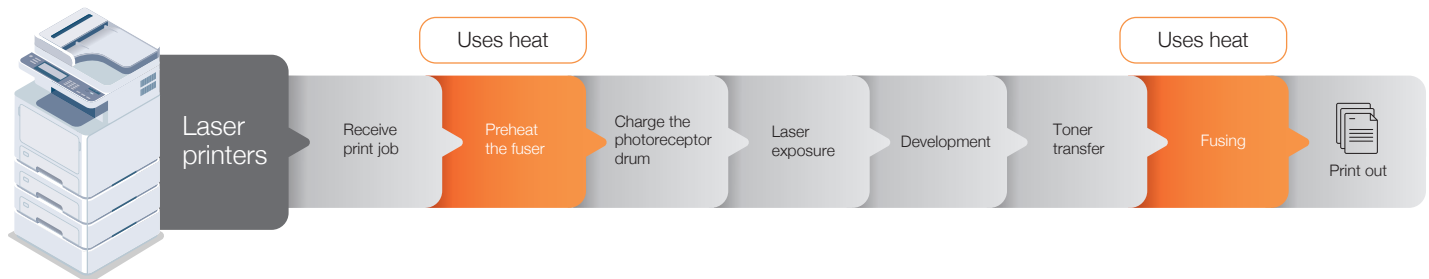 Uses heat
Uses heat
Laser
printers
Receive
print job
Preheat
the fuser
Charge the
photoreceptor
drum
Laser
exposure
Development
Toner
transfer
Fusing
Print out